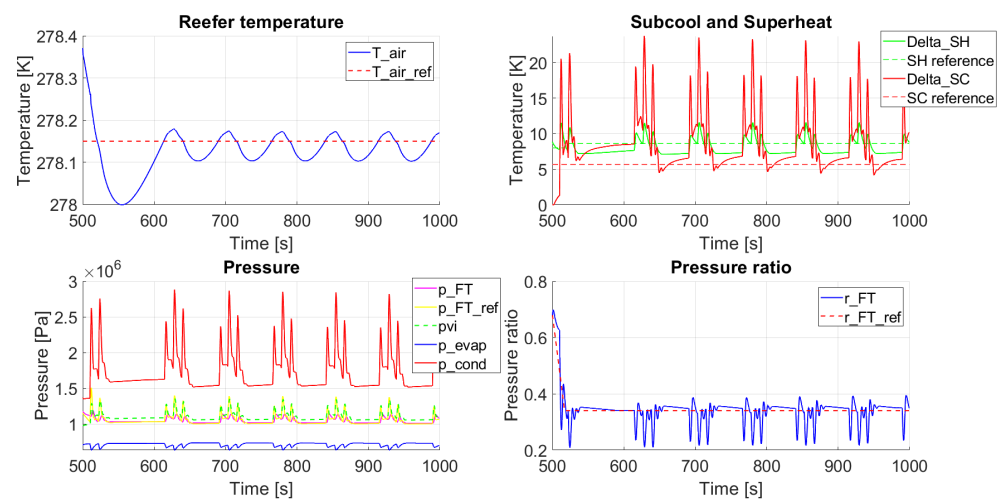 Reefer temperature
278.4
278.3
278.2
278.1
278
Temperature [K]
500
600
700
800
900
1000
Time [s]
T_air
T_air_ref
Subcool and Superheat
20
15
10
5
0
Temperature [K]
500
600
700
800
900
1000
Time [s]
Delta_SH
SH reference
Delta_SC
SC reference
Pressure
×10⁶
3
2.5
2
1.5
1
Pressure [Pa]
500
600
700
800
900
1000
Time [s]
p_FT
p_FT_ref
pvi
p_evap
p_cond
Pressure ratio
0.8
0.6
0.4
0.2
Pressure ratio
500
600
700
800
900
1000
Time [s]
r_FT
r_FT_ref